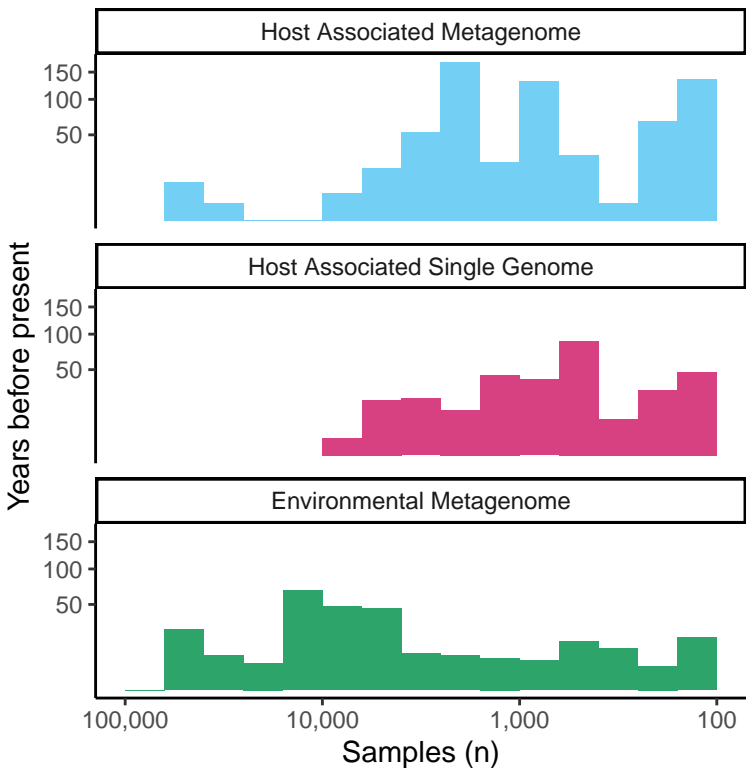 Host Associated Metagenome
150
100
50
Host Associated Single Genome
150
100
50
Environmental Metagenome
150
100
50
Years before present
100,000 10,000 1,000 100
Samples (n)